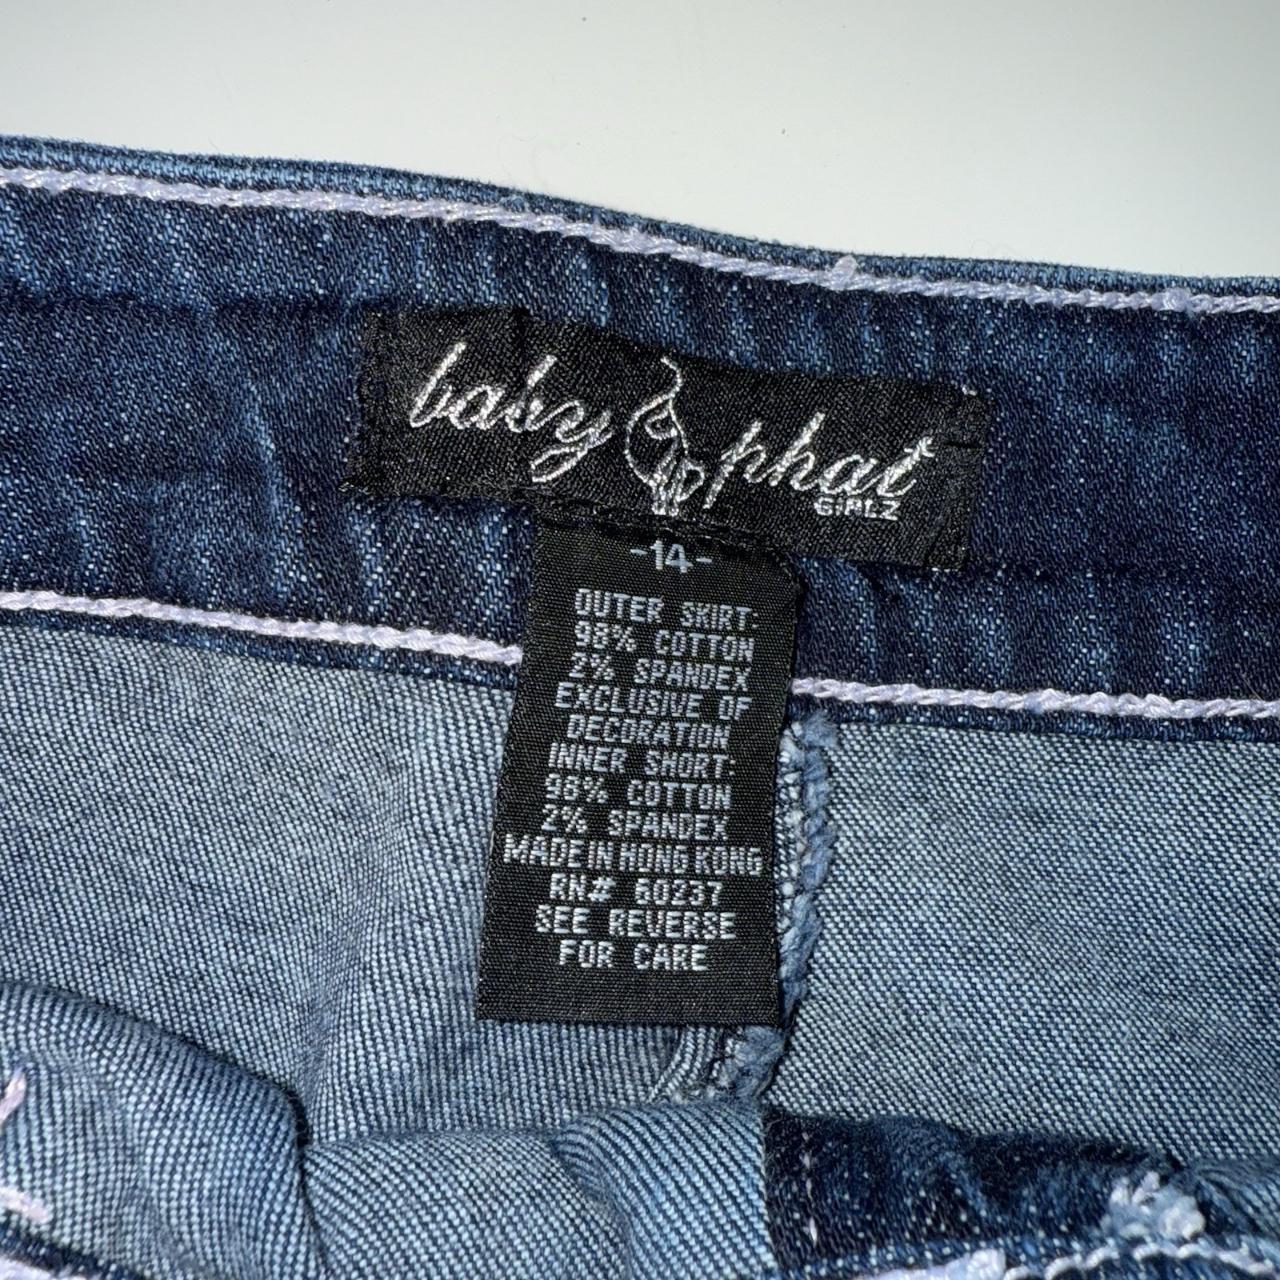 baby phat
GIRLZ
-14-
OUTER SKIRT:
98% COTTON
2% SPANDEX
EXCLUSIVE OF
DECORATION
INNER SHORT:
98% COTTON
2% SPANDEX
MADE IN HONG KONG
RN# 60337
SEE REVERSE
FOR CARE